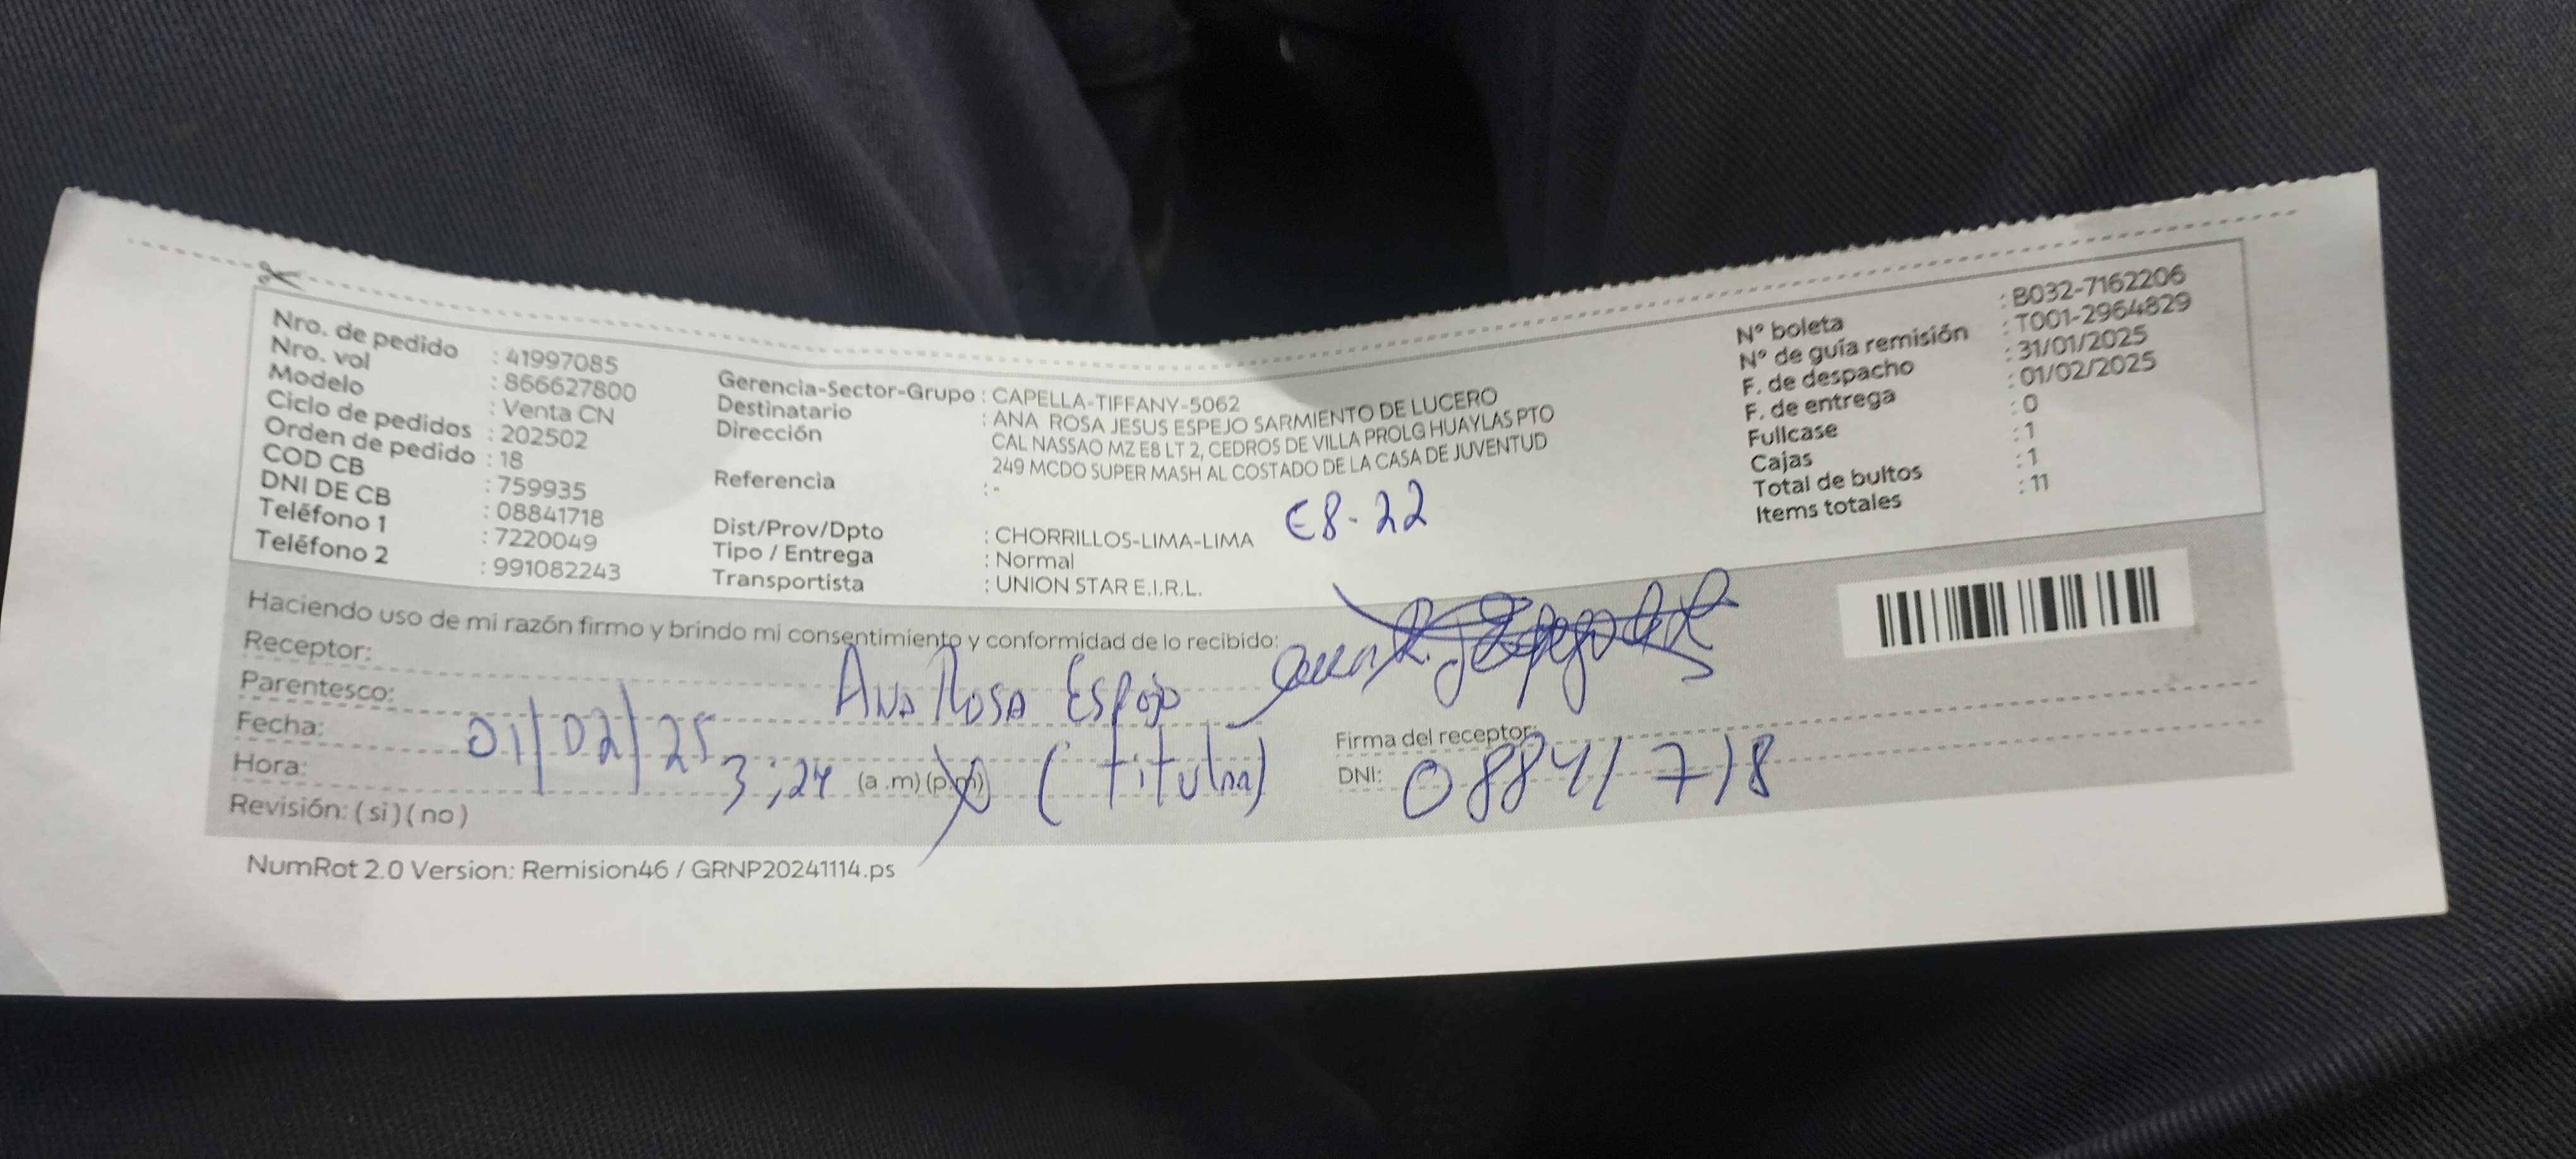 Nro. de pedido : 41997085
Nro. vol : 866627800
Modelo : Venta CN
Ciclo de pedidos : 202502
Orden de pedido : 18
COD CB : 759935
DNI DE CB : 08841718
Teléfono 1 : 7220049
Teléfono 2 : 991082243
Gerencia-Sector-Grupo : CAPELLA-TIFFANY-5062
Destinatario : ANA ROSA JESUS ESPEJO SARMIENTO DE LUCERO
Dirección CAL NASSAO MZ E8 LT 2, CEDROS DE VILLA PROLG HUAYLAS PTO
249 MCDO SUPER MASH AL COSTADO DE LA CASA DE JUVENTUD
Referencia : -
E8-22
Dist/Prov/Dpto : CHORRILLOS-LIMA-LIMA
Tipo / Entrega : Normal
Transportista : UNION STAR E.I.R.L.
N° boleta : B032-7162206
N° de guía remisión : T001-2964829
F. de despacho : 31/01/2025
F. de entrega : 01/02/2025
Fullcase : 0
Cajas : 1
Total de bultos : 1
Items totales : 11
Haciendo uso de mi razón firmo y brindo mi consentimiento y conformidad de lo recibido:
Receptor: Ana Rosa Espejo
Parentesco: (titular)
Fecha: 01/02/25
Hora: 3;24 (a .m) (p.m)
Revisión: (si) (no)
Firma del receptor:
DNI: 08841718
NumRot 2.0 Version: Remision46 / GRNP20241114.ps